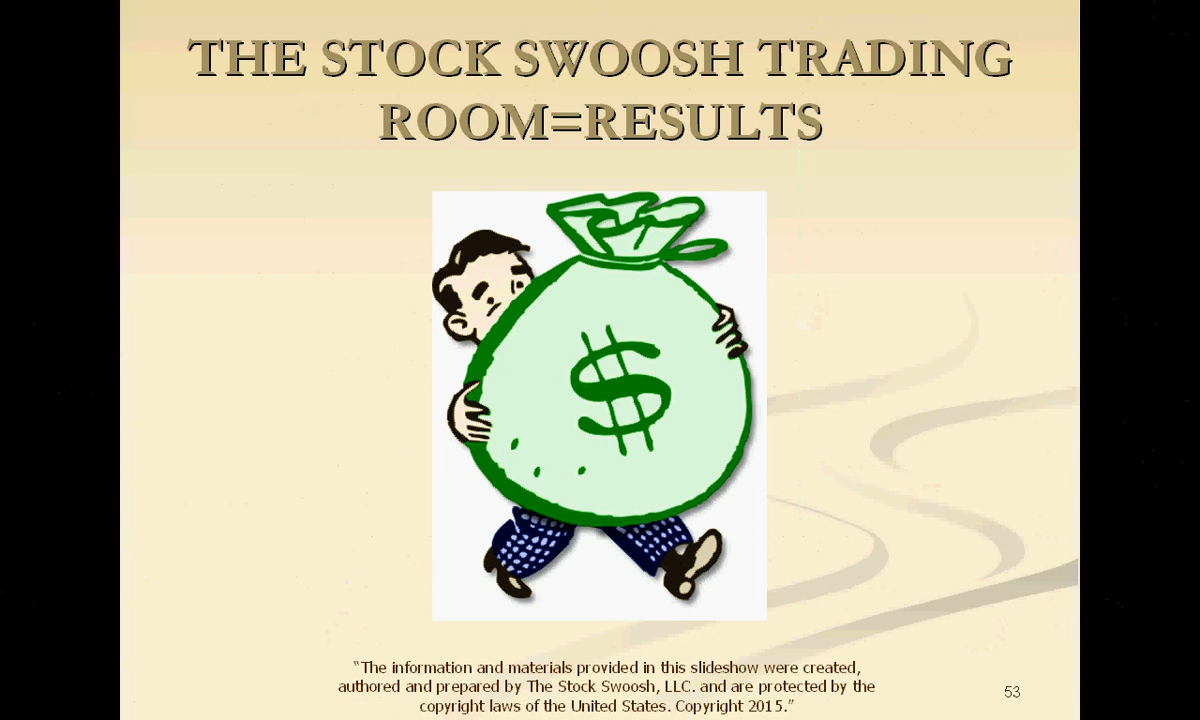 THE STOCK SWOOSH TRADING
ROOM=RESULTS
$
“The information and materials provided in this slideshow were created,
authored and prepared by The Stock Swoosh, LLC. and are protected by the
copyright laws of the United States. Copyright 2015.”
53